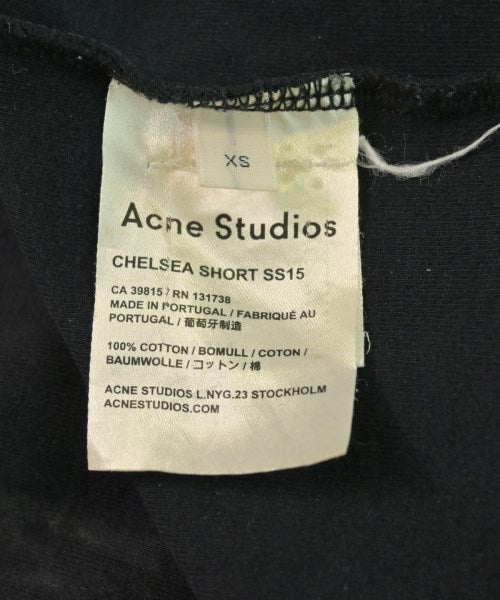 XS
Acne Studios
CHELSEA SHORT SS15
CA 39815 / RN 131738
MADE IN PORTUGAL / FABRIQUÉ AU
PORTUGAL / 葡萄牙制造
100% COTTON / BOMULL / COTON /
BAUMWOLLE / コットン / 棉
ACNE STUDIOS L.NYG.23 STOCKHOLM
ACNESTUDIOS.COM